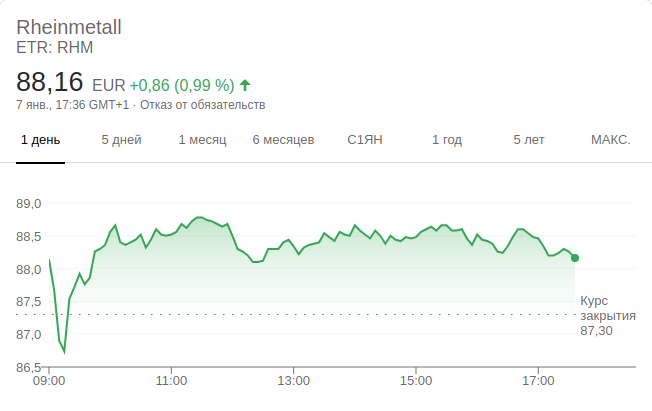 Rheinmetall
ETR: RHM
88,16 EUR +0,86 (0,99 %)
7 янв., 17:36 GMT+1 · Отказ от обязательств
1 день 5 дней 1 месяц 6 месяцев С1ЯН 1 год 5 лет МАКС.
89,0
88,5
88,0
87,5
87,0
86,5
Курс
закрытия
87,30
09:00 11:00 13:00 15:00 17:00